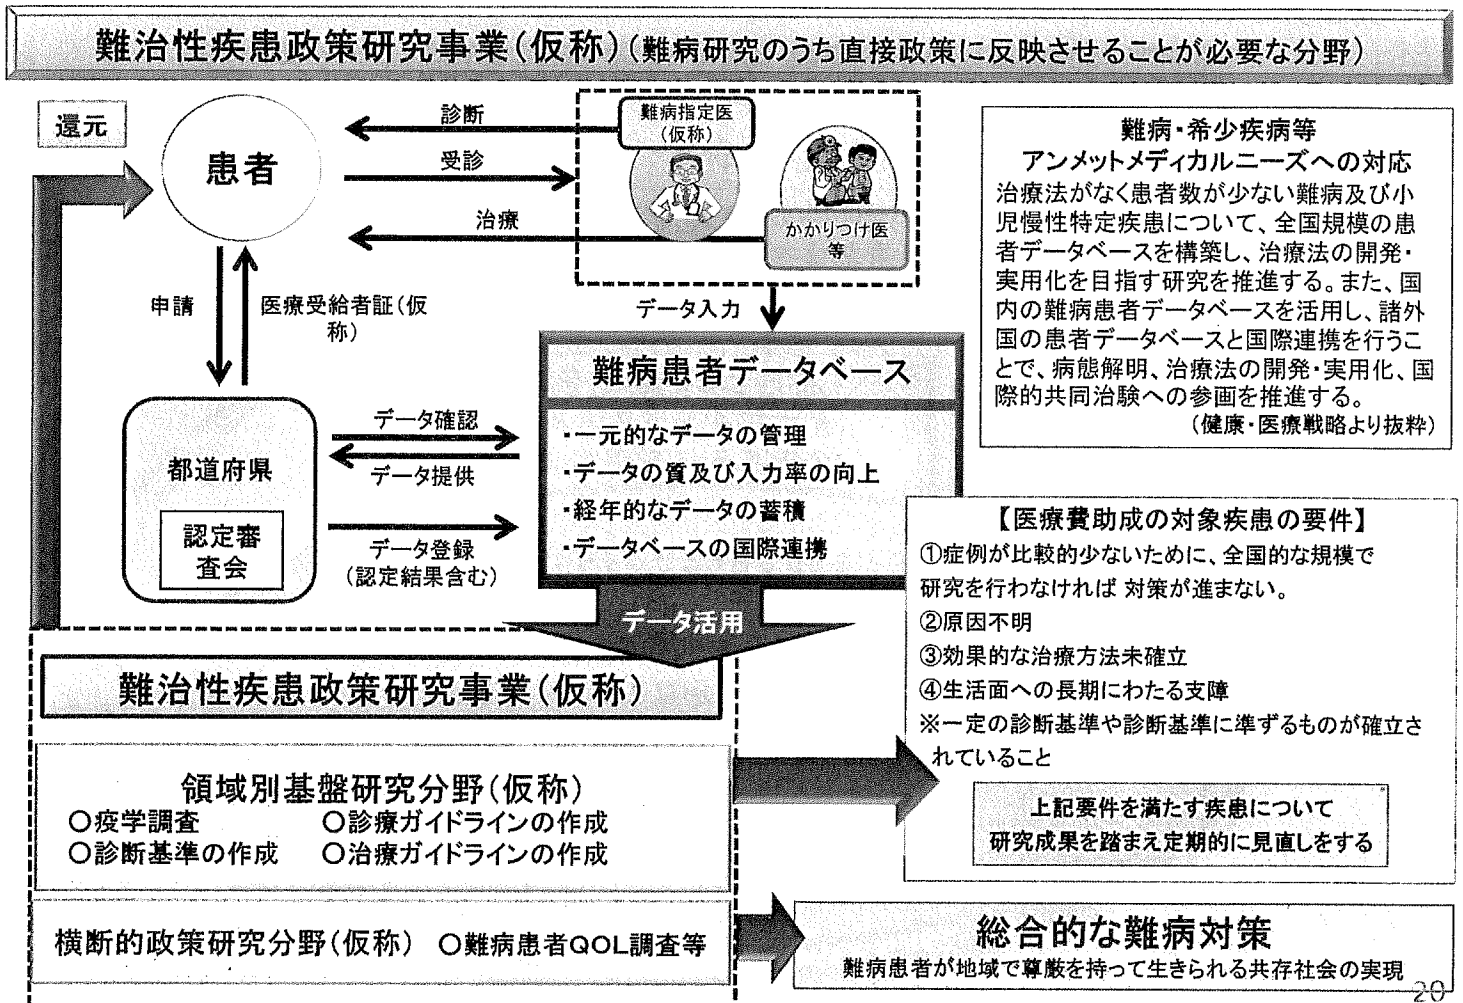 難治性疾患政策研究事業(仮称)(難病研究のうち直接政策に反映させることが必要な分野)
還元
患者
診断
受診
治療
難病指定医
(仮称)
かかりつけ医
等
申請
医療受給者証(仮
称)
データ入力
難病患者データベース
・一元的なデータの管理
・データの質及び入力率の向上
・経年的なデータの蓄積
・データベースの国際連携
都道府県
認定審
査会
データ確認
データ提供
データ登録
(認定結果含む)
データ活用
難病・希少疾病等
アンメットメディカルニーズへの対応
治療法がなく患者数が少ない難病及び小
児慢性特定疾患について、全国規模の患
者データベースを構築し、治療法の開発・
実用化を目指す研究を推進する。また、国
内の難病患者データベースを活用し、諸外
国の患者データベースと国際連携を行うこ
とで、病態解明、治療法の開発・実用化、国
際的共同治験への参画を推進する。
(健康・医療戦略より抜粋)
【医療費助成の対象疾患の要件】
①症例が比較的少ないために、全国的な規模で
研究を行わなければ 対策が進まない。
②原因不明
③効果的な治療方法未確立
④生活面への長期にわたる支障
※一定の診断基準や診断基準に準ずるものが確立さ
れていること
上記要件を満たす疾患について
研究成果を踏まえ定期的に見直しをする
難治性疾患政策研究事業(仮称)
領域別基盤研究分野(仮称)
○疫学調査 ○診療ガイドラインの作成
○診断基準の作成 ○治療ガイドラインの作成
横断的政策研究分野(仮称) ○難病患者QOL調査等
総合的な難病対策
難病患者が地域で尊厳を持って生きられる共存社会の実現
20